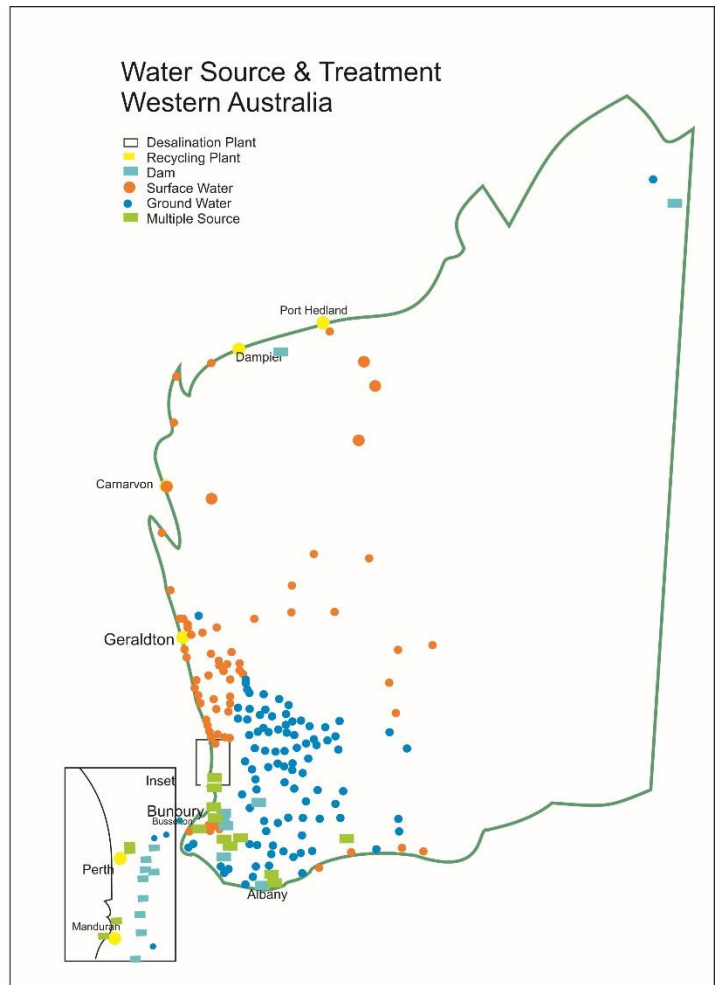 Water Source & Treatment
Western Australia
Desalination Plant
Recycling Plant
Dam
Surface Water
Ground Water
Multiple Source
Port Hedland
Dampier
Carnarvon
Geraldton
Inset
Bunbury
Busselton
Perth
Mandurah
Albany